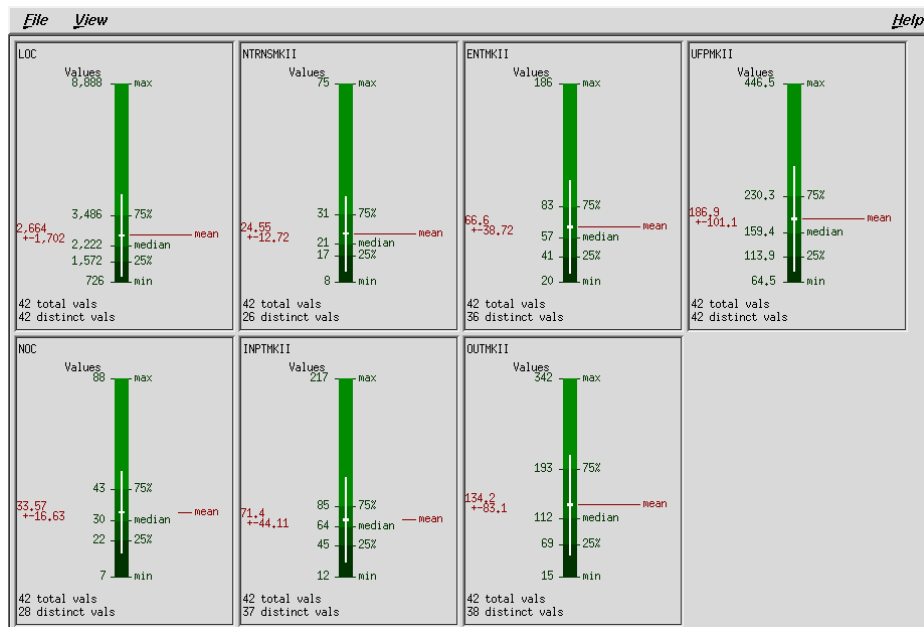 File View Help
LOC
Values
8,888 max
3,486 75%
2,664 mean
+-1,702
2,222 median
1,572 25%
726 min
42 total vals
42 distinct vals
NTRNSMKII
Values
75 max
31 75%
24.55 mean
+-12.72
21 median
17 25%
8 min
42 total vals
26 distinct vals
ENTMKII
Values
186 max
83 75%
66.6 mean
+-38.72
57 median
41 25%
20 min
42 total vals
36 distinct vals
UFPMKII
Values
446.5 max
230.3 75%
186.9 mean
+-101.1
159.4 median
113.9 25%
64.5 min
42 total vals
42 distinct vals
NOC
Values
88 max
43 75%
33.57 mean
+-16.63
30 median
22 25%
7 min
42 total vals
28 distinct vals
INPTMKII
Values
217 max
85 75%
71.4 mean
+-44.11
64 median
45 25%
12 min
42 total vals
37 distinct vals
OUTMKII
Values
342 max
193 75%
134.2 mean
+-83.1
112 median
69 25%
15 min
42 total vals
38 distinct vals